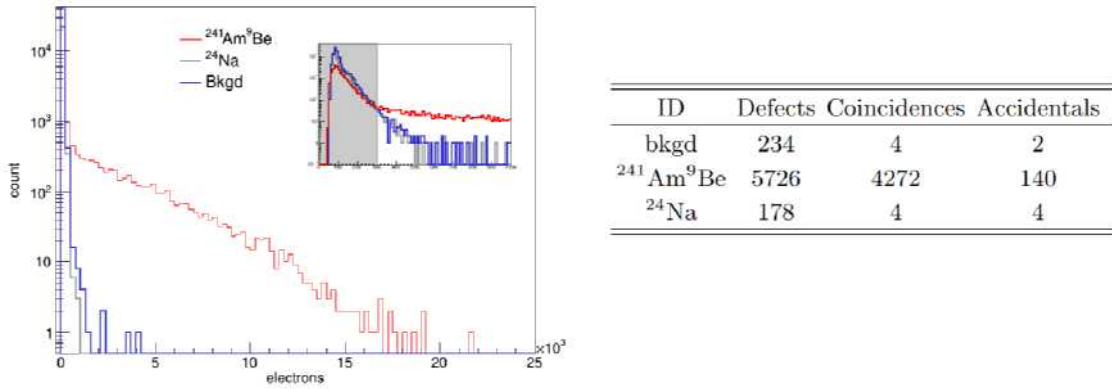 10⁴
10³
10²
10
1
count
0 5 10 15 20 25
×10³
electrons
²⁴¹Am⁹Be
²⁴Na
Bkgd
ID Defects Coincidences Accidentals
bkgd 234 4 2
²⁴¹Am⁹Be 5726 4272 140
²⁴Na 178 4 4